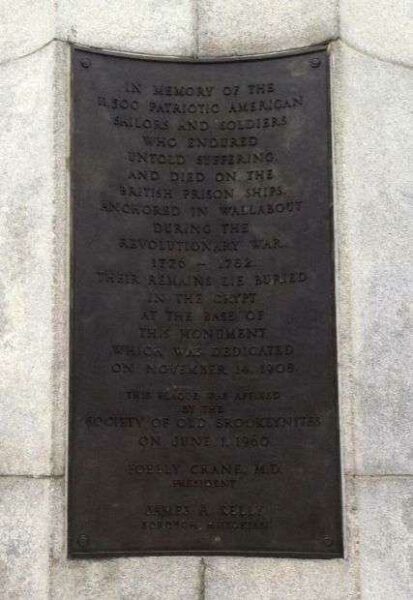 IN MEMORY OF THE
11,500 PATRIOTIC AMERICAN
SAILORS AND SOLDIERS
WHO ENDURED
UNTOLD SUFFERING,
AND DIED ON THE
BRITISH PRISON SHIPS
ANCHORED IN WALLABOUT
DURING THE
REVOLUTIONARY WAR
1776 – 1782.
THEIR REMAINS LIE BURIED
IN THE CRYPT
AT THE BASE OF
THIS MONUMENT
WHICH WAS DEDICATED
ON NOVEMBER 14, 1908
THIS PLAQUE WAS AFFIXED
BY THE
SOCIETY OF OLD BROOKLYNITES
ON JUNE 1, 1960
CRANE, M.D.
PRESIDENT
JAMES A. KELLY
BOROUGH HISTORIAN